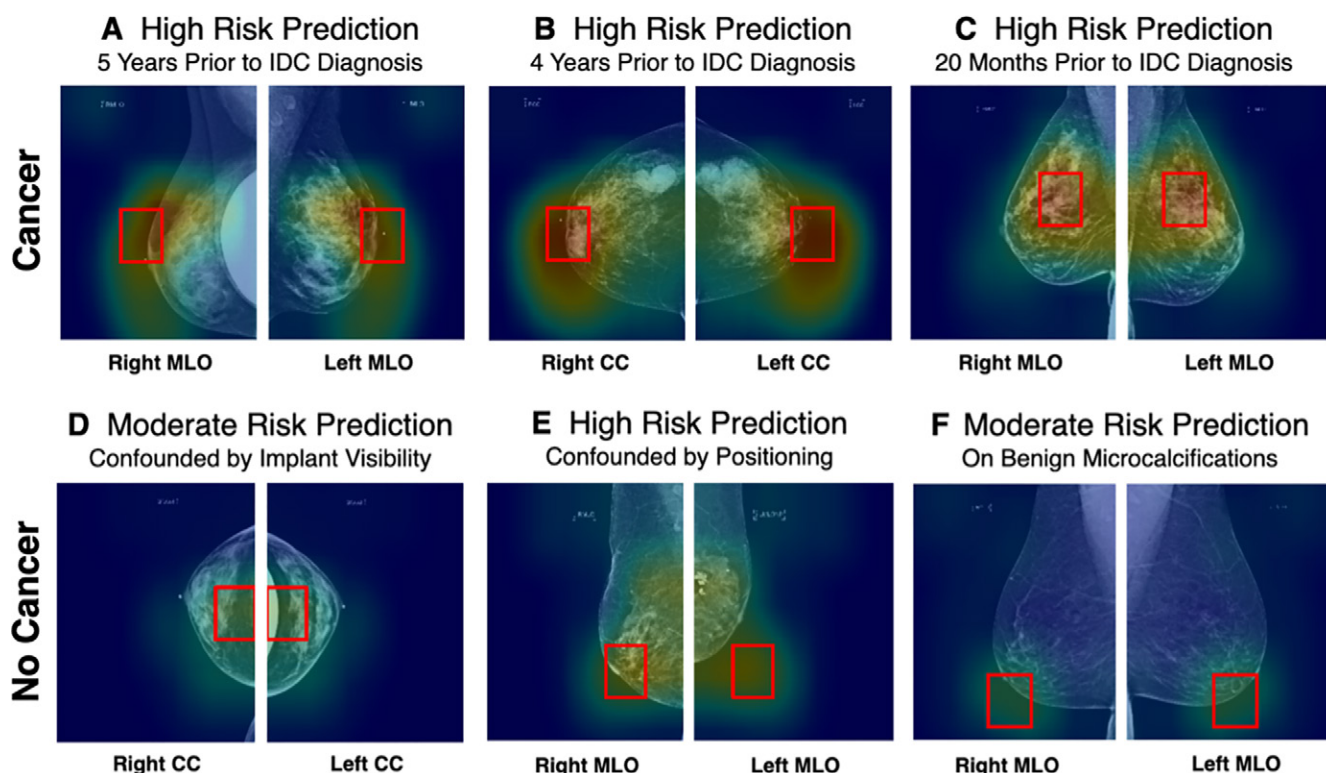 A High Risk Prediction
5 Years Prior to IDC Diagnosis
B High Risk Prediction
4 Years Prior to IDC Diagnosis
C High Risk Prediction
20 Months Prior to IDC Diagnosis
Cancer
Right MLO
Left MLO
Right CC
Left CC
Right MLO
Left MLO
D Moderate Risk Prediction
Confounded by Implant Visibility
E High Risk Prediction
Confounded by Positioning
F Moderate Risk Prediction
On Benign Microcalcifications
No Cancer
Right CC
Left CC
Right MLO
Left MLO
Right MLO
Left MLO